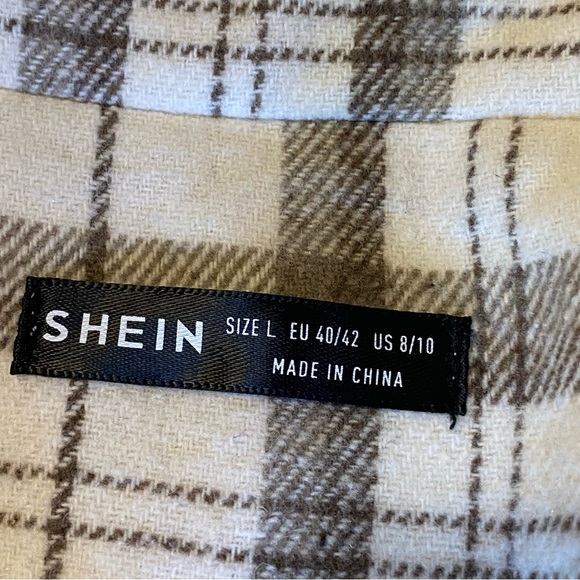 SHEIN SIZE L EU 40/42 US 8/10
MADE IN CHINA